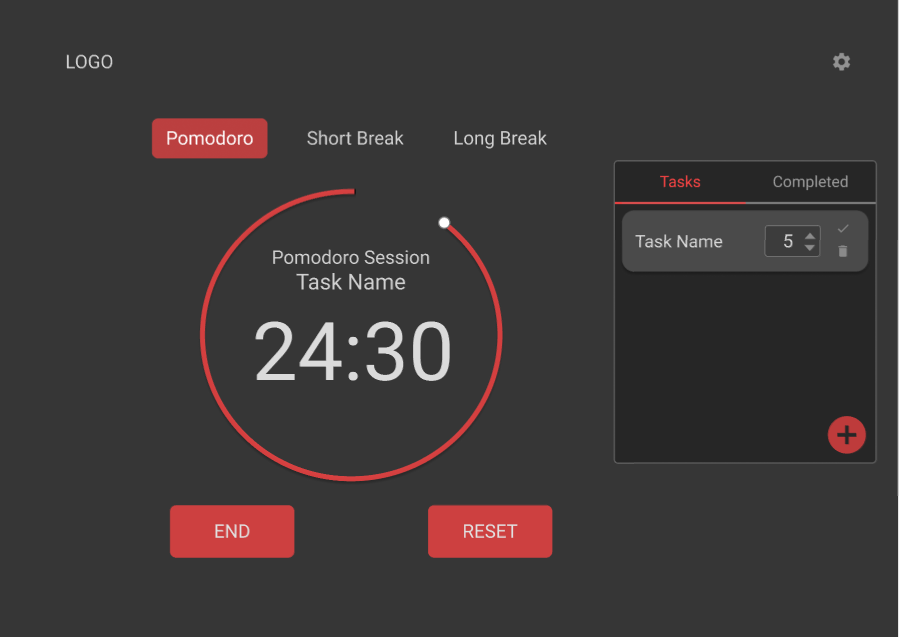 LOGO
Pomodoro Short Break Long Break
Pomodoro Session
Task Name
24:30
END RESET
Tasks Completed
Task Name 5